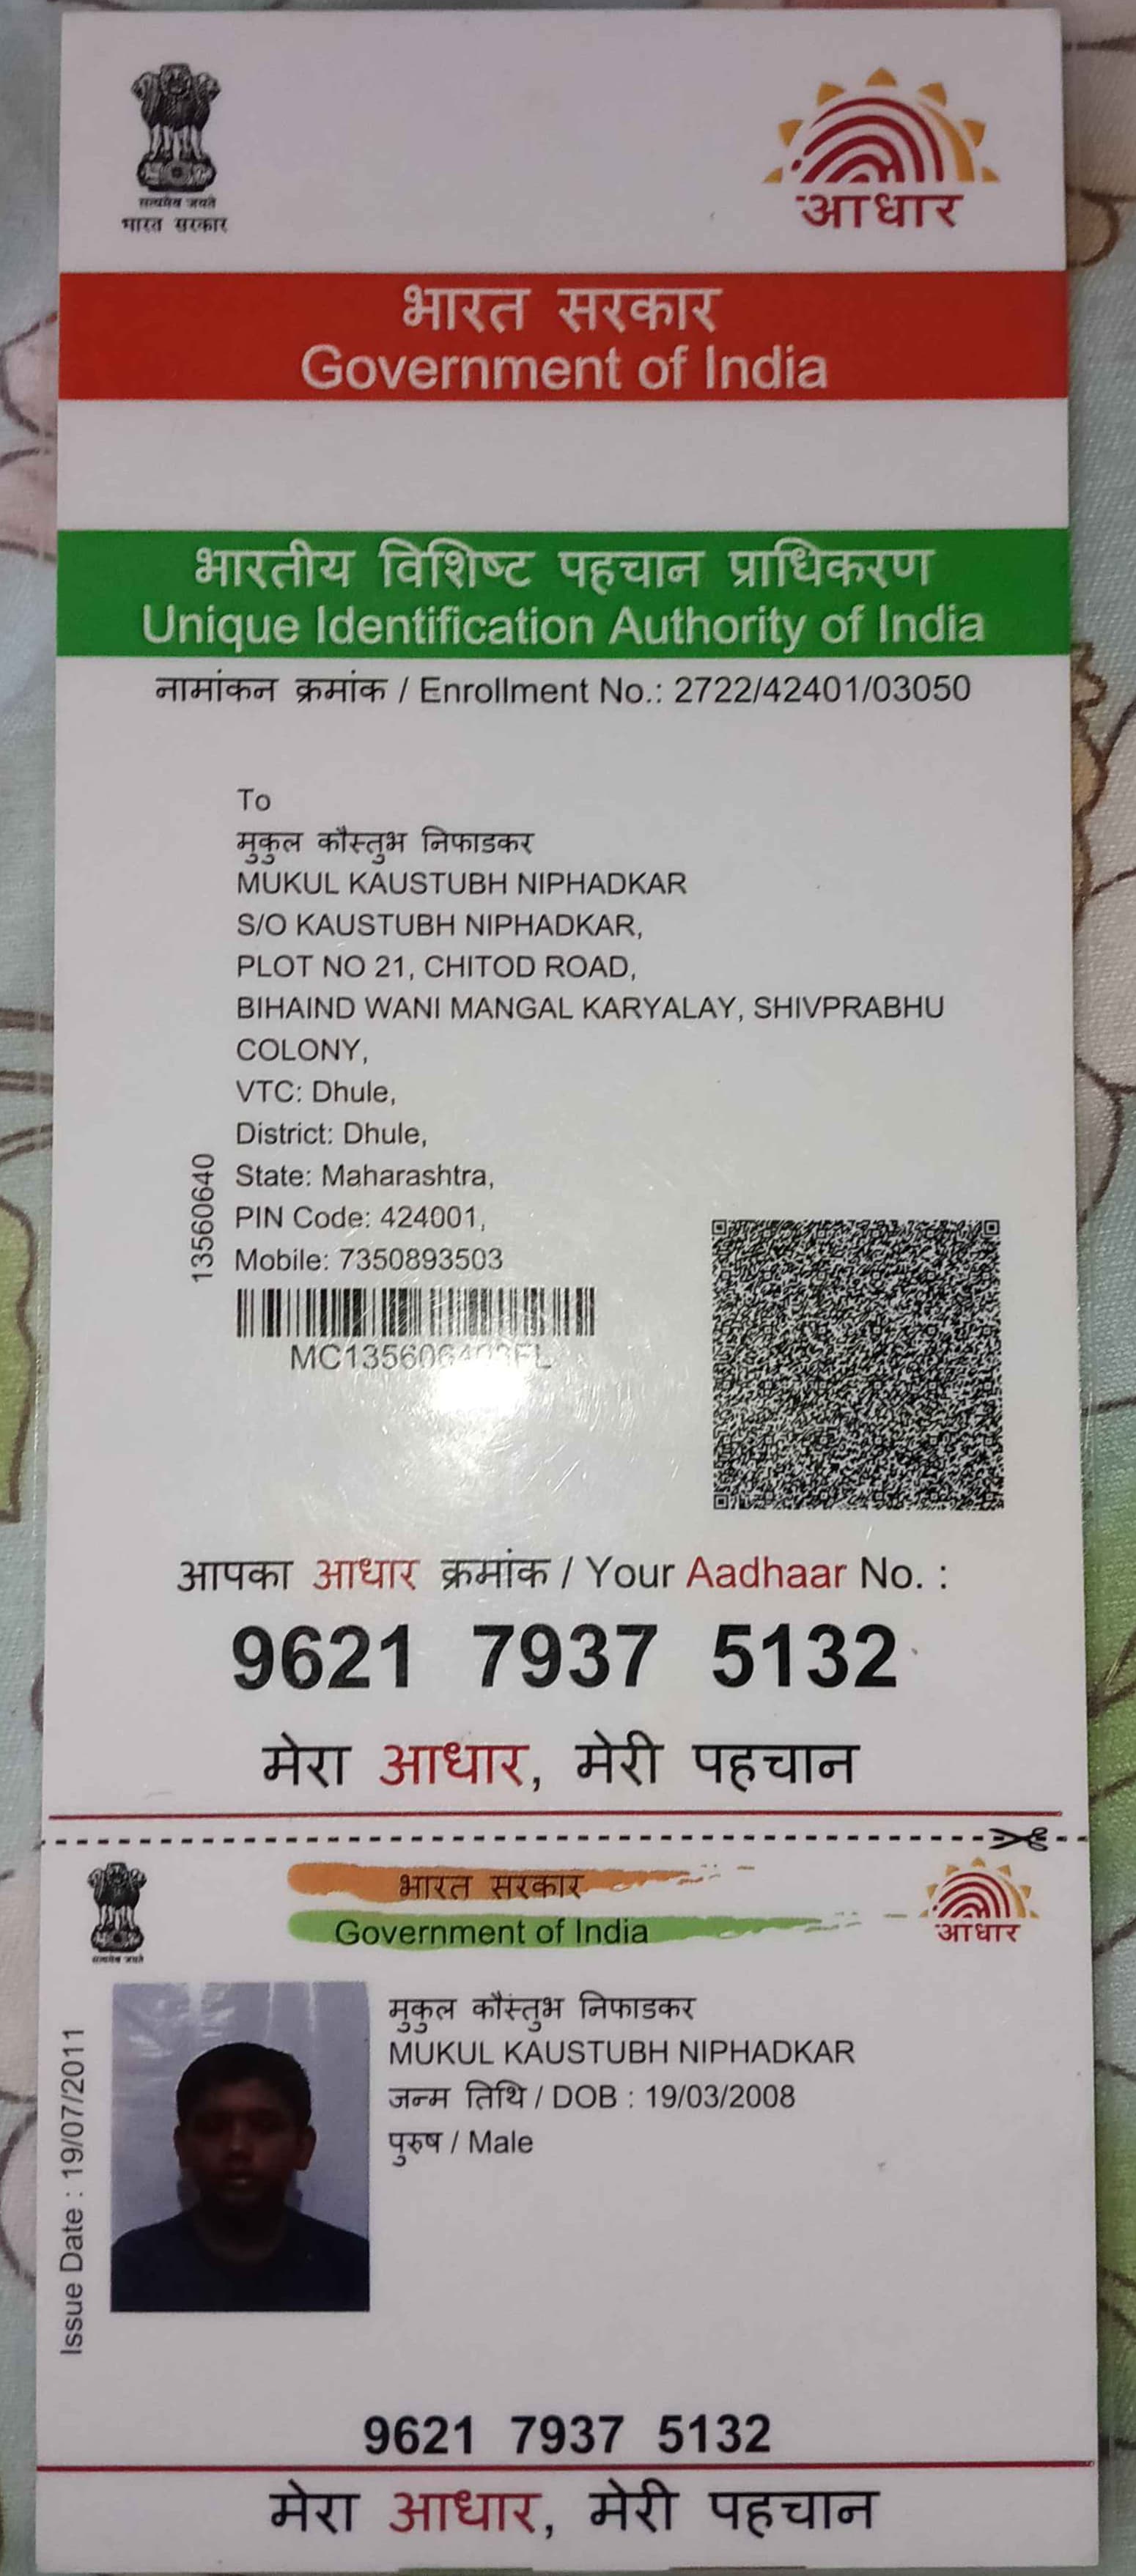 सत्यमेव जयते
भारत सरकार
आधार
भारत सरकार
Government of India
भारतीय विशिष्ट पहचान प्राधिकरण
Unique Identification Authority of India
नामांकन क्रमांक / Enrollment No.: 2722/42401/03050
To
मुकुल कौस्तुभ निफाडकर
MUKUL KAUSTUBH NIPHADKAR
S/O KAUSTUBH NIPHADKAR,
PLOT NO 21, CHITOD ROAD,
BIHAIND WANI MANGAL KARYALAY, SHIVPRABHU
COLONY,
VTC: Dhule,
District: Dhule,
State: Maharashtra,
PIN Code: 424001,
Mobile: 7350893503
13560640
आपका आधार क्रमांक / Your Aadhaar No. :
9621 7937 5132
मेरा आधार, मेरी पहचान
भारत सरकार
Government of India
सत्यमेव जयते
आधार
मुकुल कौस्तुभ निफाडकर
MUKUL KAUSTUBH NIPHADKAR
जन्म तिथि / DOB : 19/03/2008
पुरुष / Male
Issue Date : 19/07/2011
9621 7937 5132
मेरा आधार, मेरी पहचान